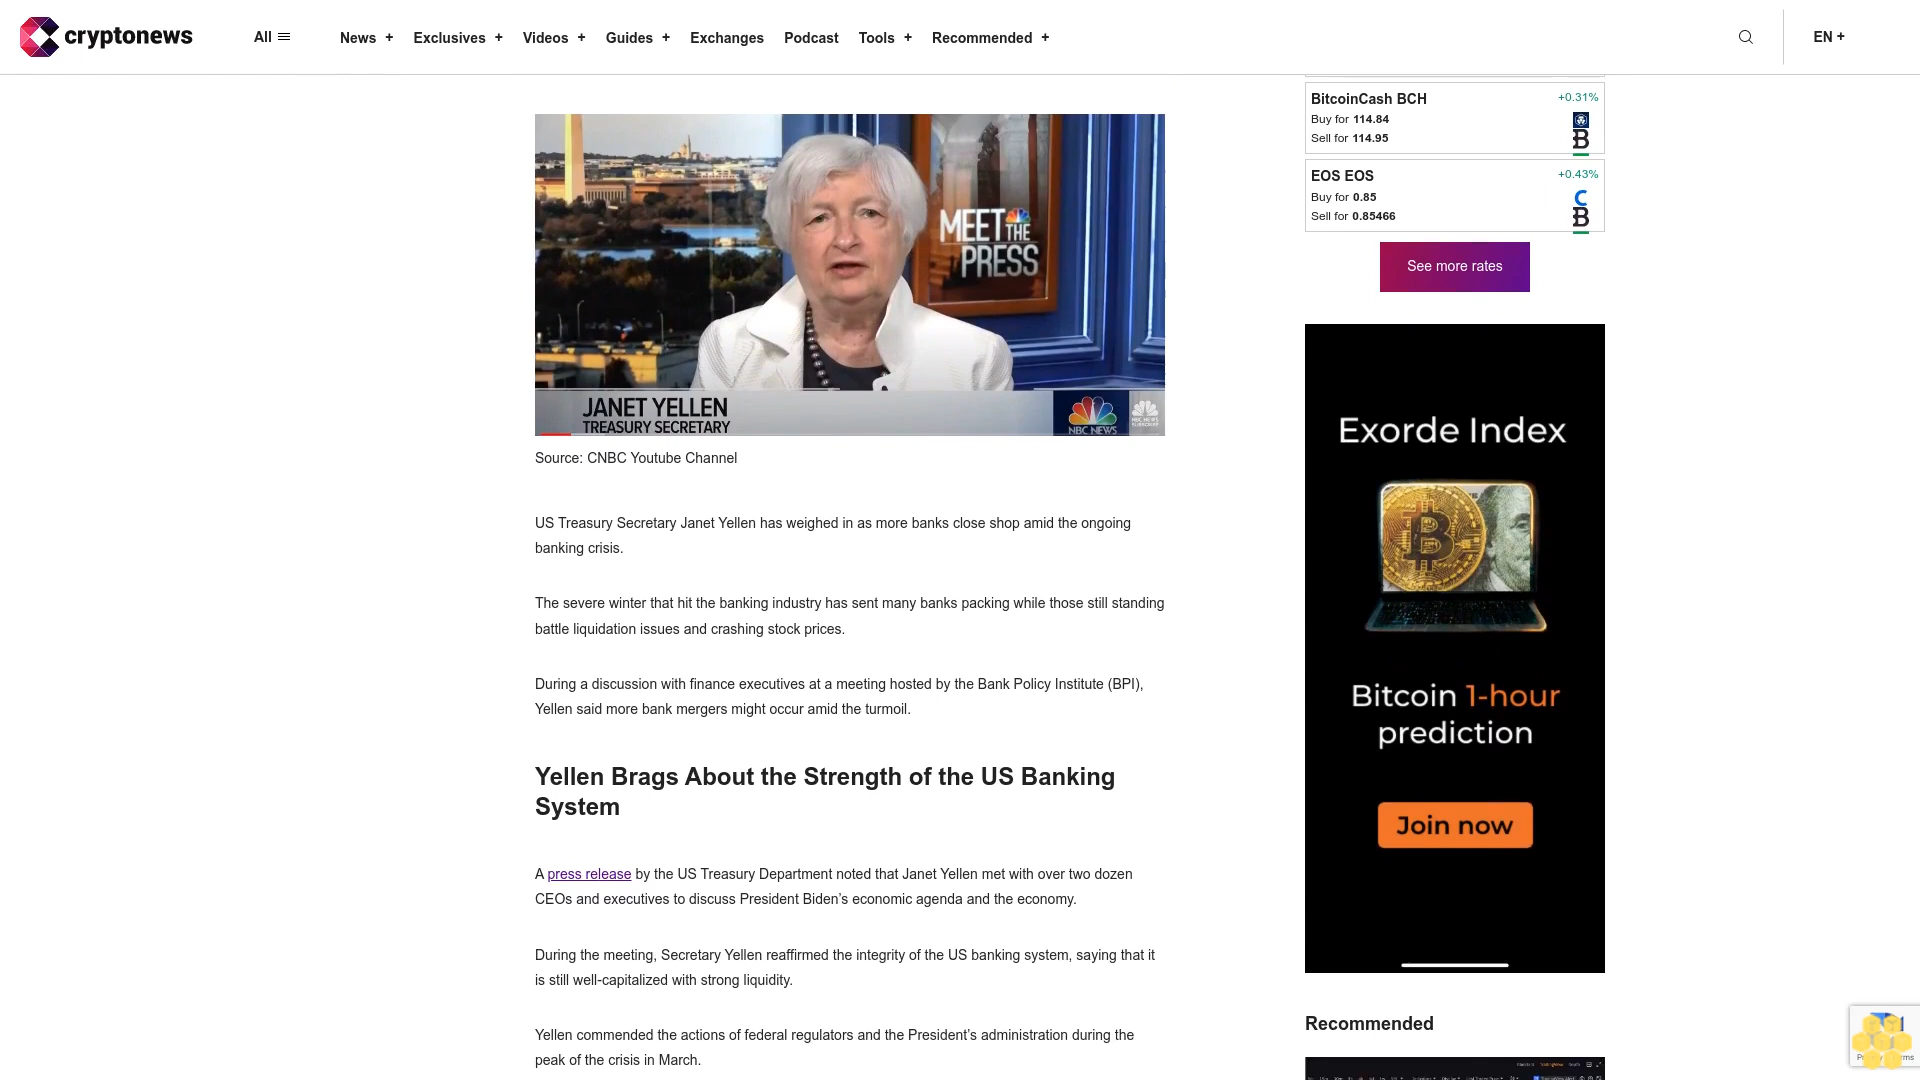 cryptonews
All
News +
Exclusives +
Videos +
Guides +
Exchanges
Podcast
Tools +
Recommended +
EN +
MEET THE PRESS
JANET YELLEN
TREASURY SECRETARY
NBC NEWS
Source: CNBC Youtube Channel
US Treasury Secretary Janet Yellen has weighed in as more banks close shop amid the ongoing
banking crisis.
The severe winter that hit the banking industry has sent many banks packing while those still standing
battle liquidation issues and crashing stock prices.
During a discussion with finance executives at a meeting hosted by the Bank Policy Institute (BPI),
Yellen said more bank mergers might occur amid the turmoil.
Yellen Brags About the Strength of the US Banking
System
A press release by the US Treasury Department noted that Janet Yellen met with over two dozen
CEOs and executives to discuss President Biden’s economic agenda and the economy.
During the meeting, Secretary Yellen reaffirmed the integrity of the US banking system, saying that it
is still well-capitalized with strong liquidity.
Yellen commended the actions of federal regulators and the President’s administration during the
peak of the crisis in March.
BitcoinCash BCH
+0.31%
Buy for 114.84
Sell for 114.95
EOS EOS
+0.43%
Buy for 0.85
Sell for 0.85466
See more rates
Exorde Index
Bitcoin 1-hour
prediction
Join now
Recommended